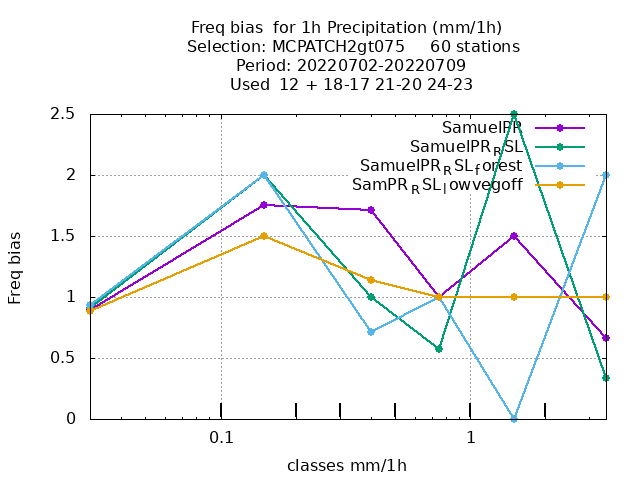 Freq bias  for 1h Precipitation (mm/1h)
Selection: MCPATCH2gt075     60 stations
Period: 20220702-20220709
Used  12 + 18-17 21-20 24-23
SamuelPR
SamuelPR_RSL
SamuelPR_RSL_forest
SamPR_RSL_lowvegoff
2.5
2
1.5
1
0.5
0
Freq bias
0.1
1
classes mm/1h